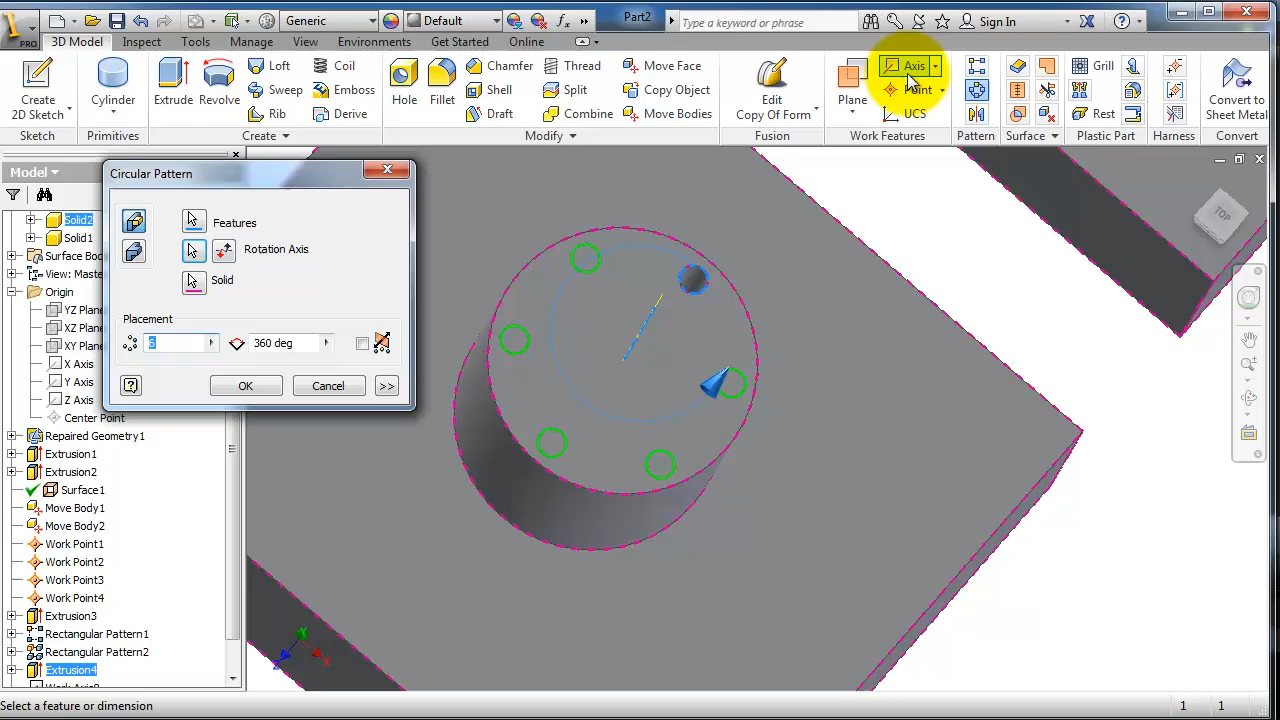 Generic
Default
fx
Part2
Type a keyword or phrase
Sign In
PRO
3D Model
Inspect
Tools
Manage
View
Environments
Get Started
Online
Create
2D Sketch
Sketch
Cylinder
Primitives
Extrude
Revolve
Loft
Sweep
Rib
Coil
Emboss
Derive
Create
Hole
Fillet
Chamfer
Shell
Draft
Thread
Split
Combine
Move Face
Copy Object
Move Bodies
Modify
Edit
Copy Of Form
Fusion
Plane
Axis
Point
UCS
Work Features
Pattern
Surface
Grill
Rest
Plastic Part
Harness
Convert to
Sheet Metal
Convert
Model
Solid2
Solid1
Surface Bo
View: Maste
Origin
YZ Plane
XZ Plane
XY Plane
X Axis
Y Axis
Z Axis
Center Point
Repaired Geometry1
Extrusion1
Extrusion2
Surface1
Move Body1
Move Body2
Work Point1
Work Point2
Work Point3
Work Point4
Extrusion3
Rectangular Pattern1
Rectangular Pattern2
Extrusion4
Circular Pattern
Features
Rotation Axis
Solid
Placement
6
360 deg
OK
Cancel
>>
TOP
Y
Z
X
Select a feature or dimension
1
1